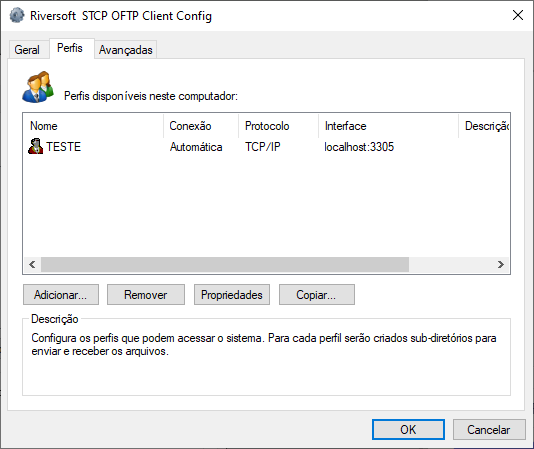 Riversoft STCP OFTP Client Config
Geral Perfis Avançadas
Perfis disponíveis neste computador:
Nome Conexão Protocolo Interface Descrição
TESTE Automática TCP/IP localhost:3305
Adicionar... Remover Propriedades Copiar...
Descrição
Configura os perfis que podem acessar o sistema. Para cada perfil serão criados sub-diretórios para
enviar e receber os arquivos.
OK Cancelar